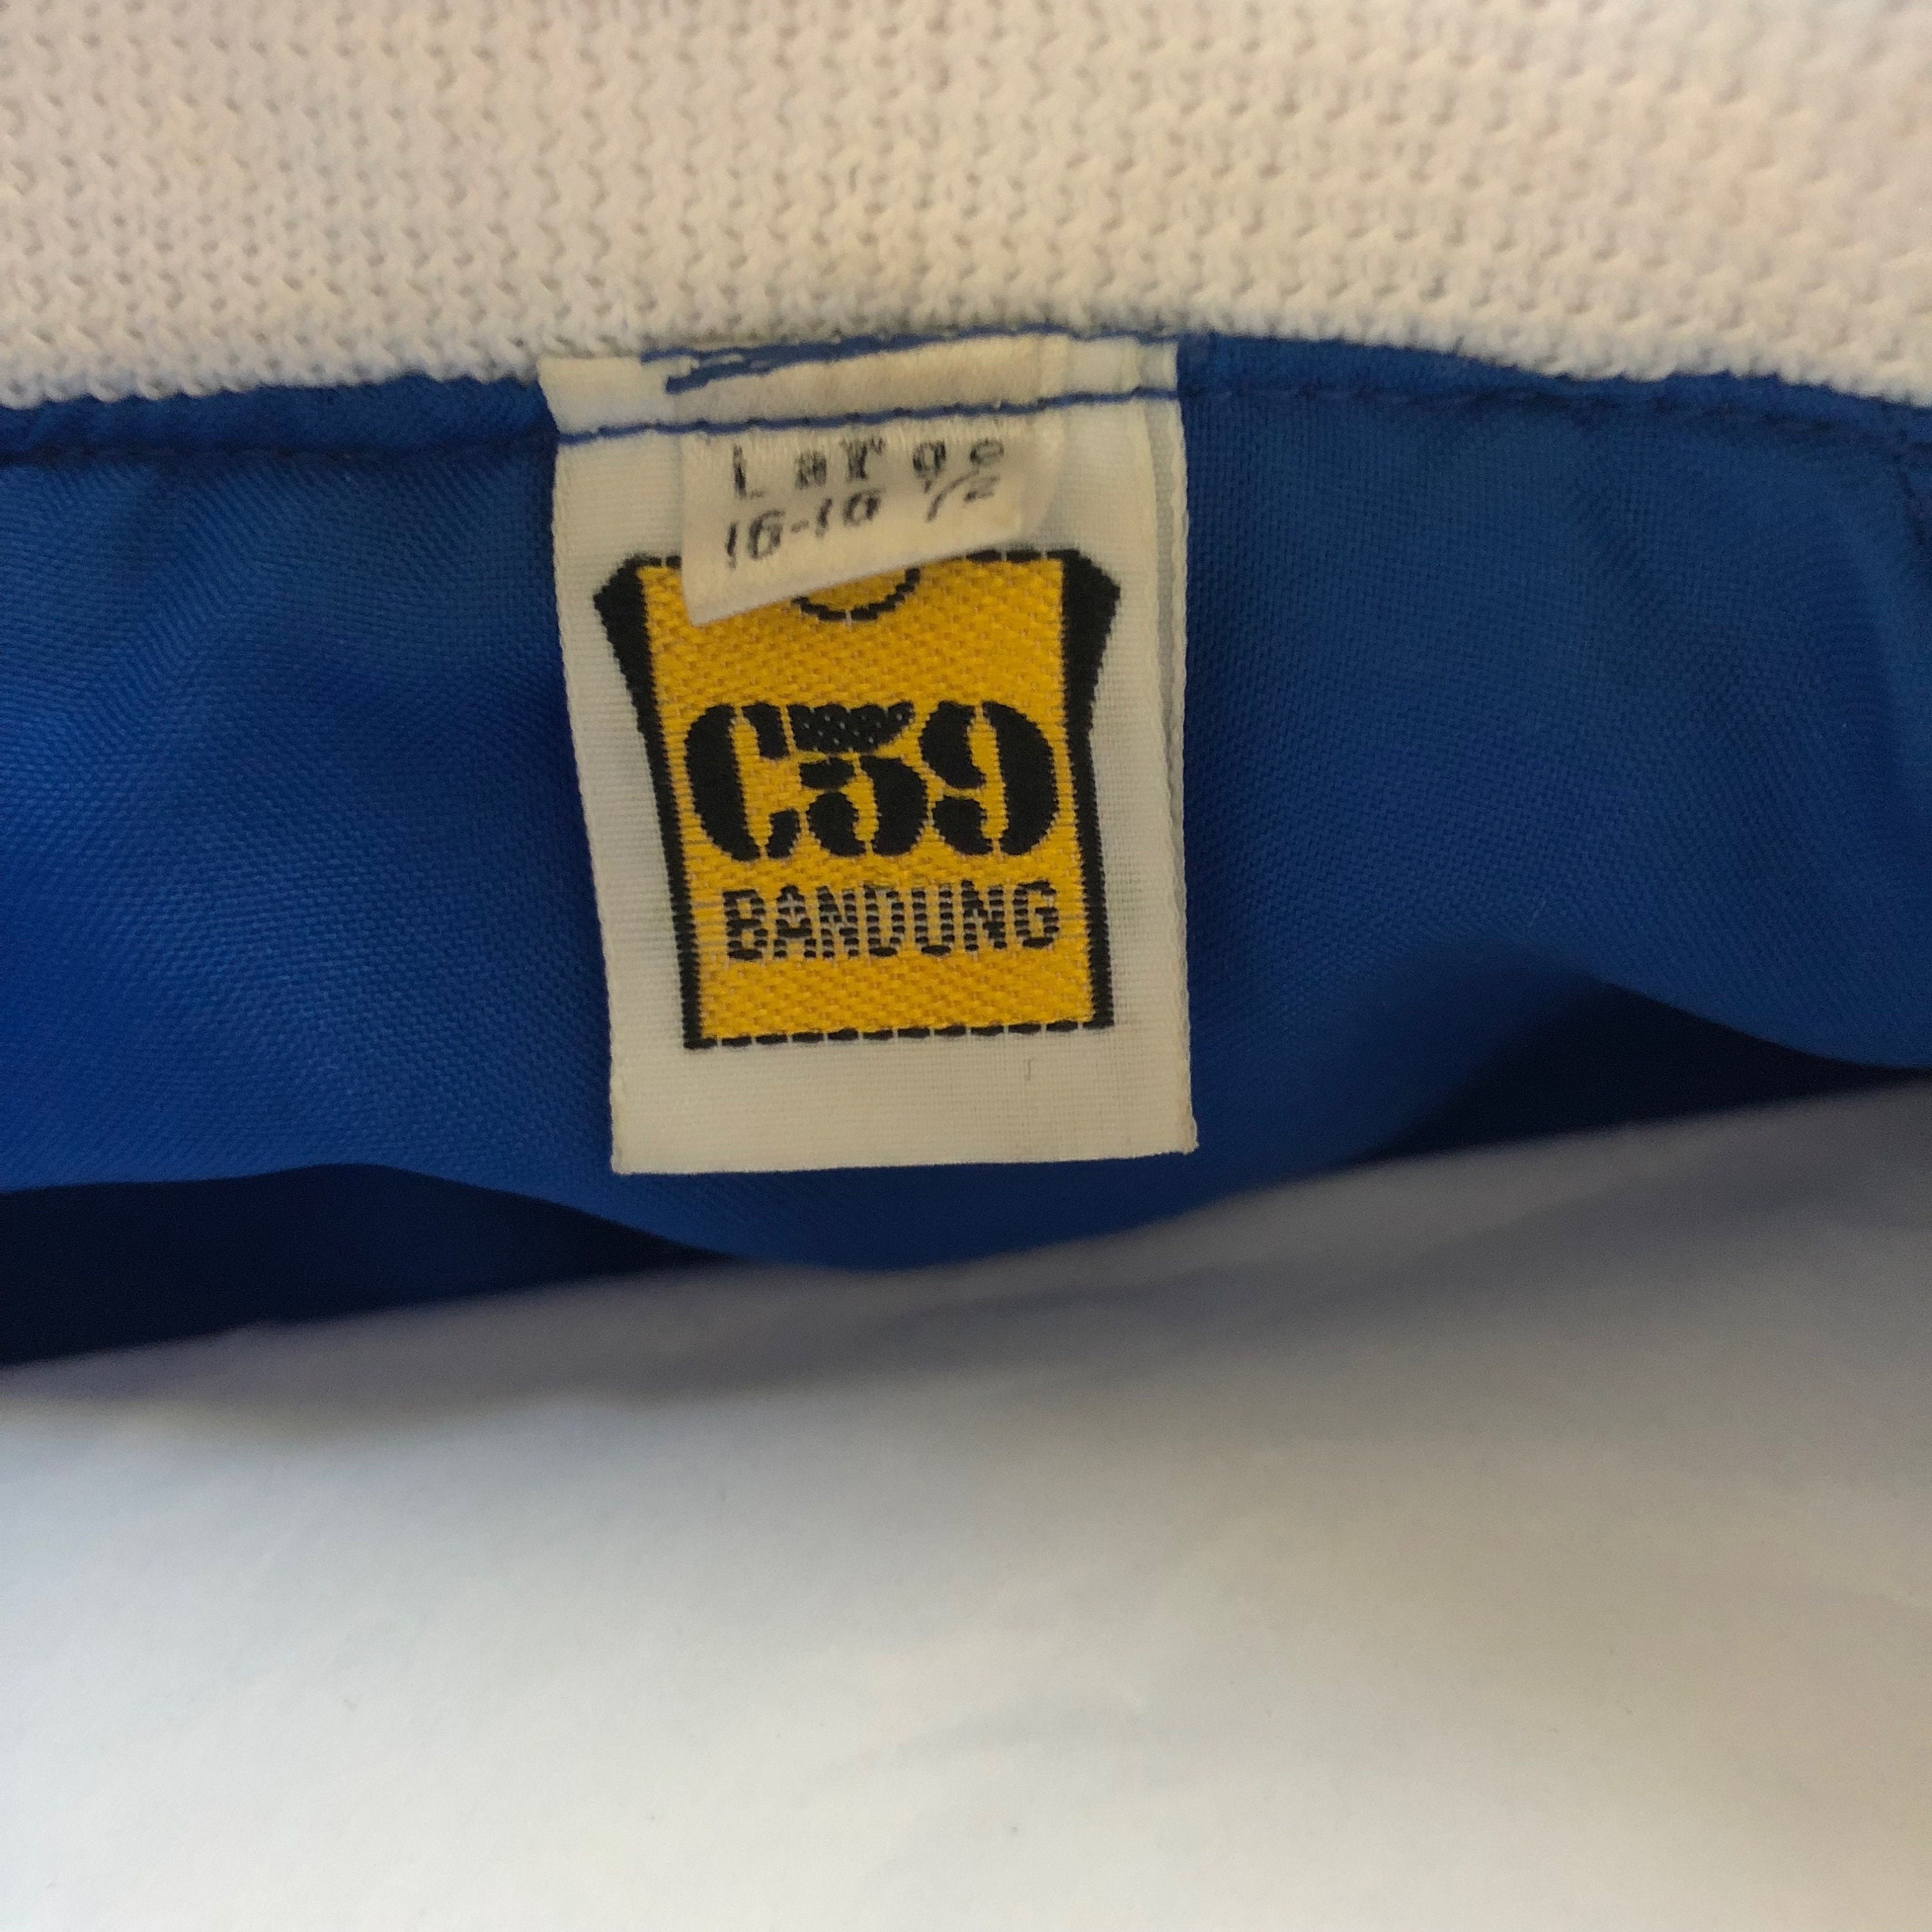 Large
16-16 1/2
C59
BANDUNG